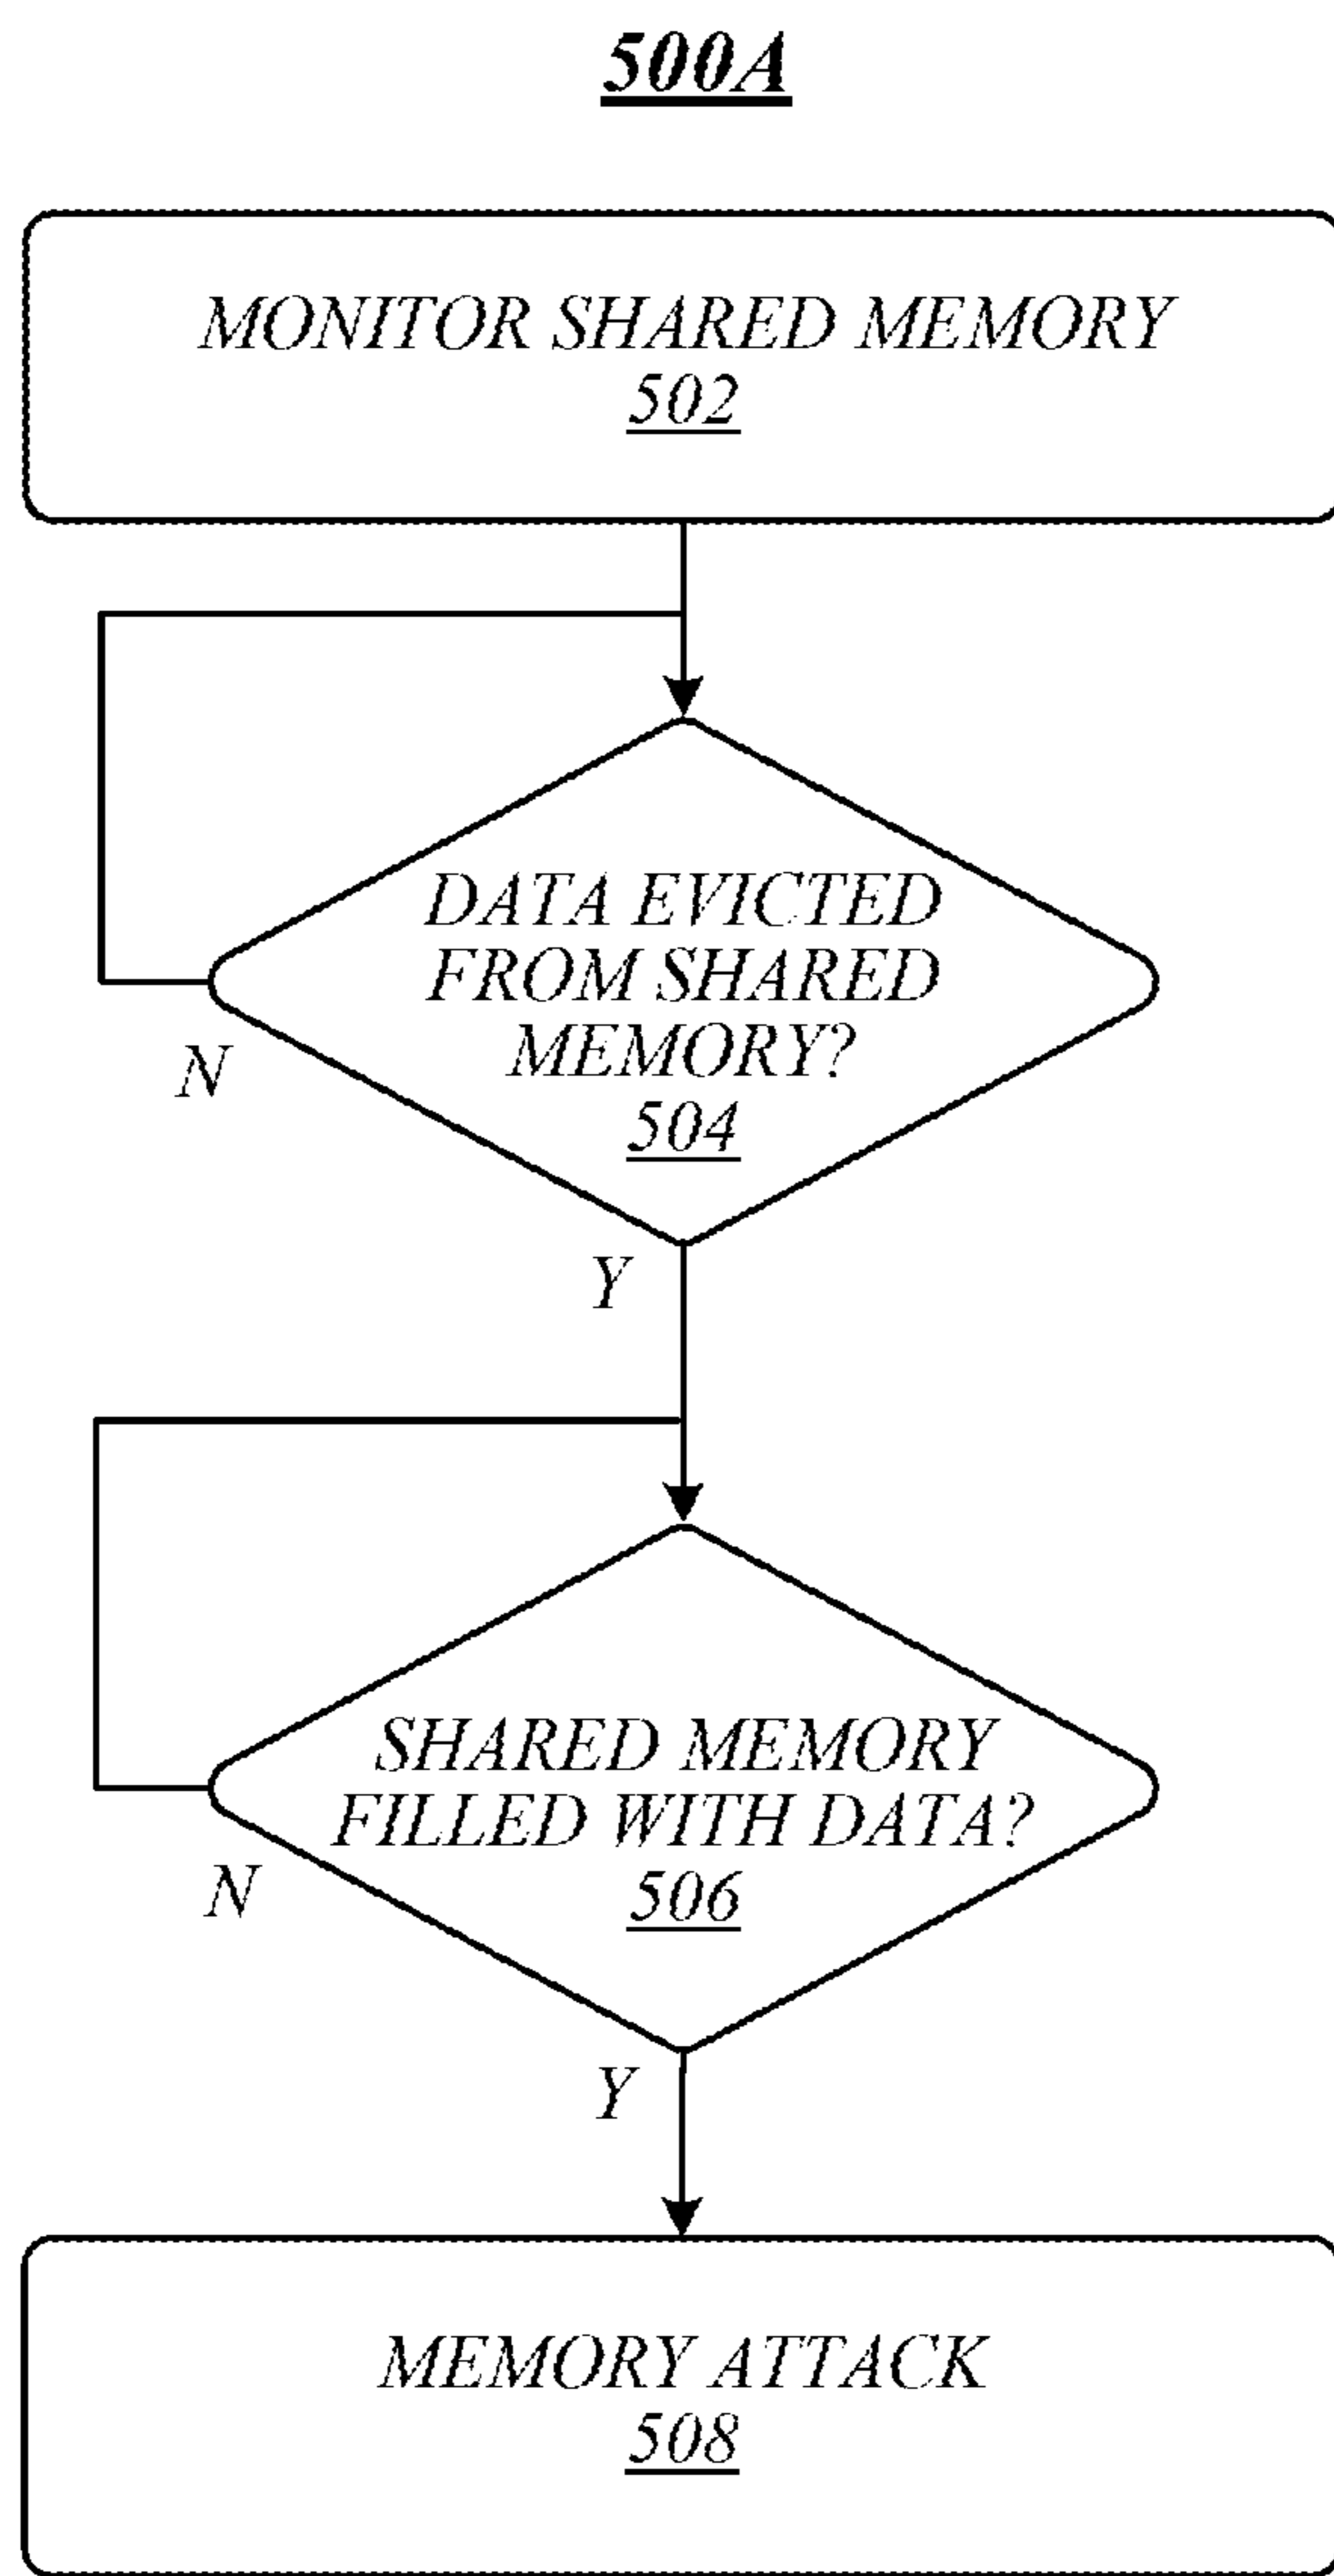 500A
MONITOR SHARED MEMORY
502
DATA EVICTED
FROM SHARED
MEMORY?
504
N
Y
SHARED MEMORY
FILLED WITH DATA?
506
N
Y
MEMORY ATTACK
508